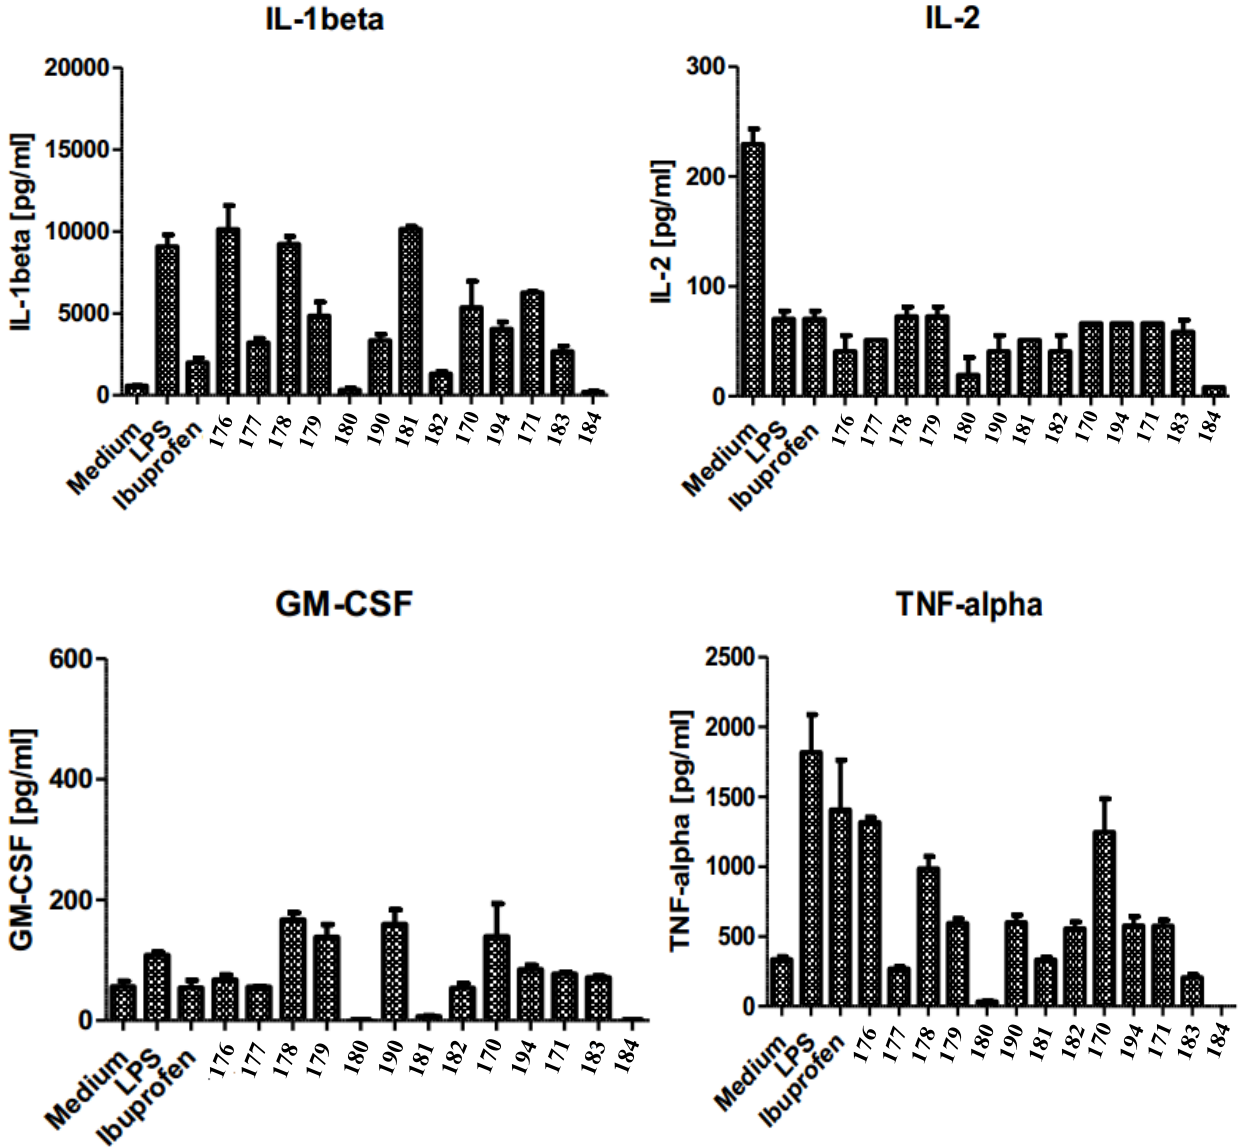 IL-1beta
IL-1beta [pg/ml]
20000
15000
10000
5000
0
Medium LPS Ibuprofen 176 177 178 179 180 190 181 182 170 194 171 183 184
IL-2
IL-2 [pg/ml]
300
200
100
0
Medium LPS Ibuprofen 176 177 178 179 180 190 181 182 170 194 171 183 184
GM-CSF
GM-CSF [pg/ml]
600
400
200
0
Medium LPS Ibuprofen 176 177 178 179 180 190 181 182 170 194 171 183 184
TNF-alpha
TNF-alpha [pg/ml]
2500
2000
1500
1000
500
0
Medium LPS Ibuprofen 176 177 178 179 180 190 181 182 170 194 171 183 184